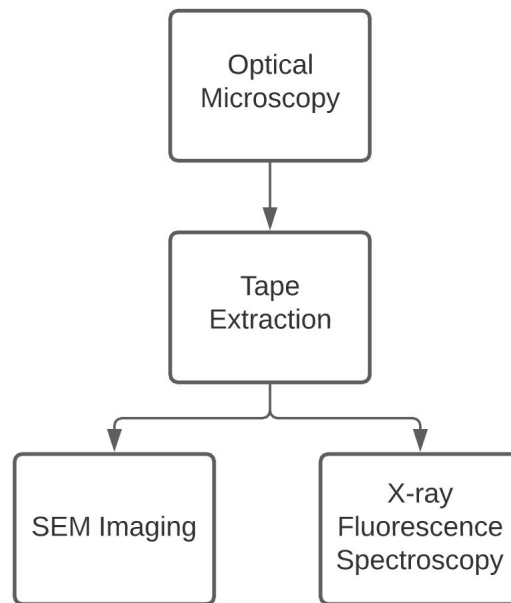 Optical
Microscopy
Tape
Extraction
SEM Imaging
X-ray
Fluorescence
Spectroscopy